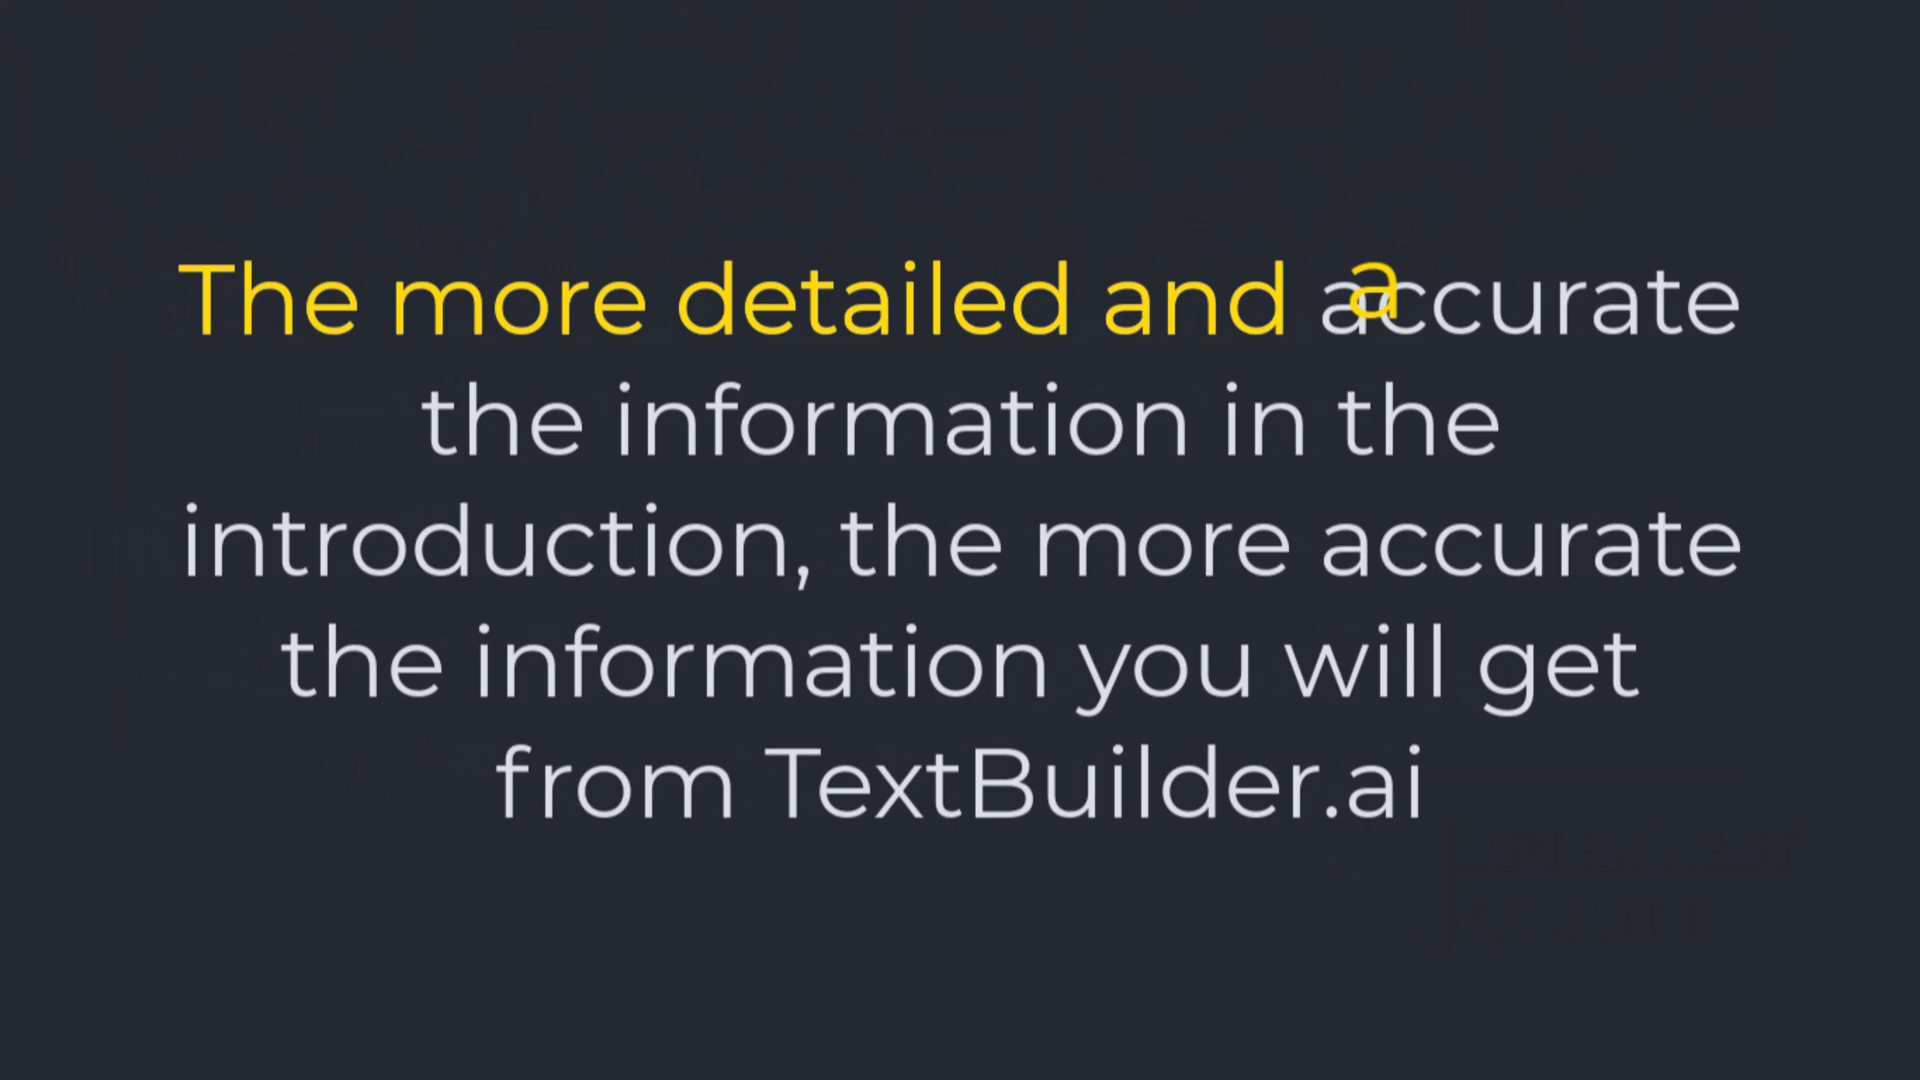 The more detailed and accurate
the information in the
introduction, the more accurate
the information you will get
from TextBuilder.ai